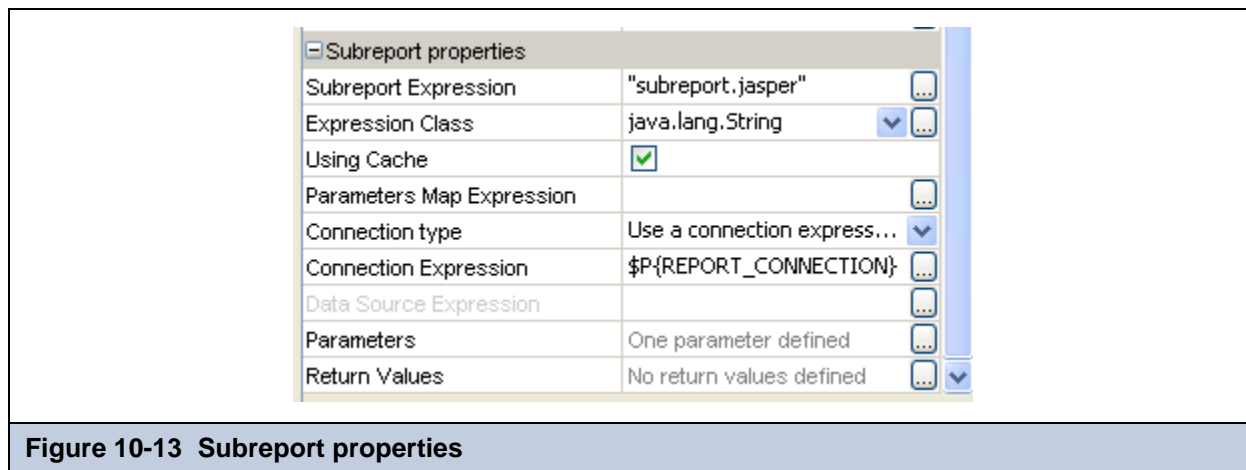 Subreport properties
Subreport Expression "subreport.jasper" ...
Expression Class java.lang.String ...
Using Cache
Parameters Map Expression ...
Connection type Use a connection express...
Connection Expression $P{REPORT_CONNECTION} ...
Data Source Expression ...
Parameters One parameter defined ...
Return Values No return values defined ...
Figure 10-13 Subreport properties